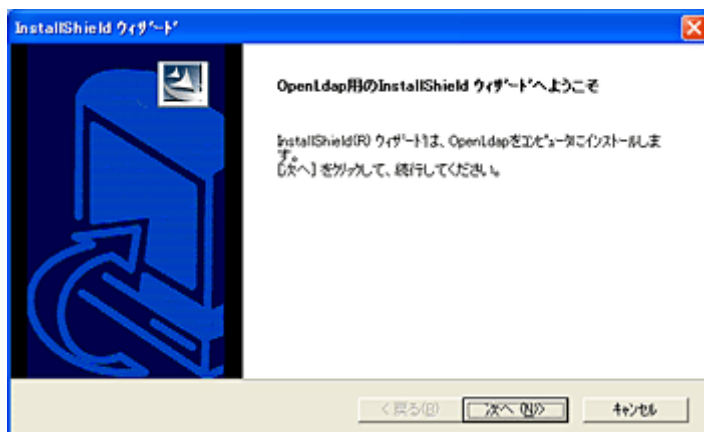 InstallShield ウィザード
OpenLdap用のInstallShield ウィザードへようこそ
InstallShield(R) ウィザードは、OpenLdapをコンピュータにインストールしま
す。
[次へ] をクリックして、続行してください。
< 戻る(B)
次へ(N)>
キャンセル